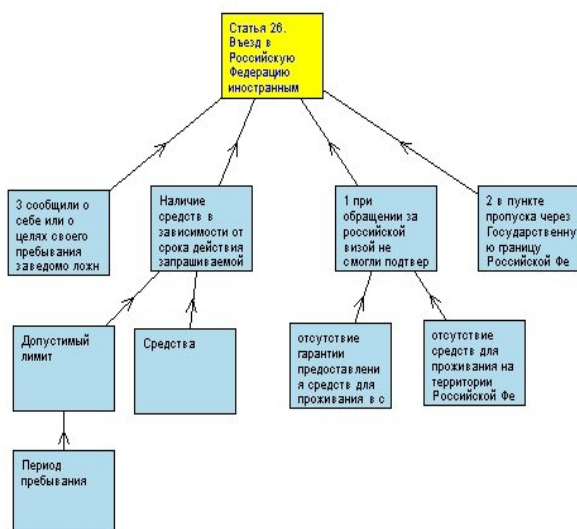 Статья 26.
Въезд в
Российскую
Федерацию
иностранным
3 сообщили о
себе или о
целях своего
пребывания
заведомо ложн
Наличие
средств в
зависимости от
срока действия
запрашиваемой
1 при
обращении за
российской
визой не
смогли подтвер
2 в пункте
пропуска через
Государственну
ю границу
Российской Фе
Допустимый
лимит
Средства
отсутствие
гарантии
предоставлени
я средств для
проживания в с
отсутствие
средств для
проживания на
территории
Российской Фе
Период
пребывания